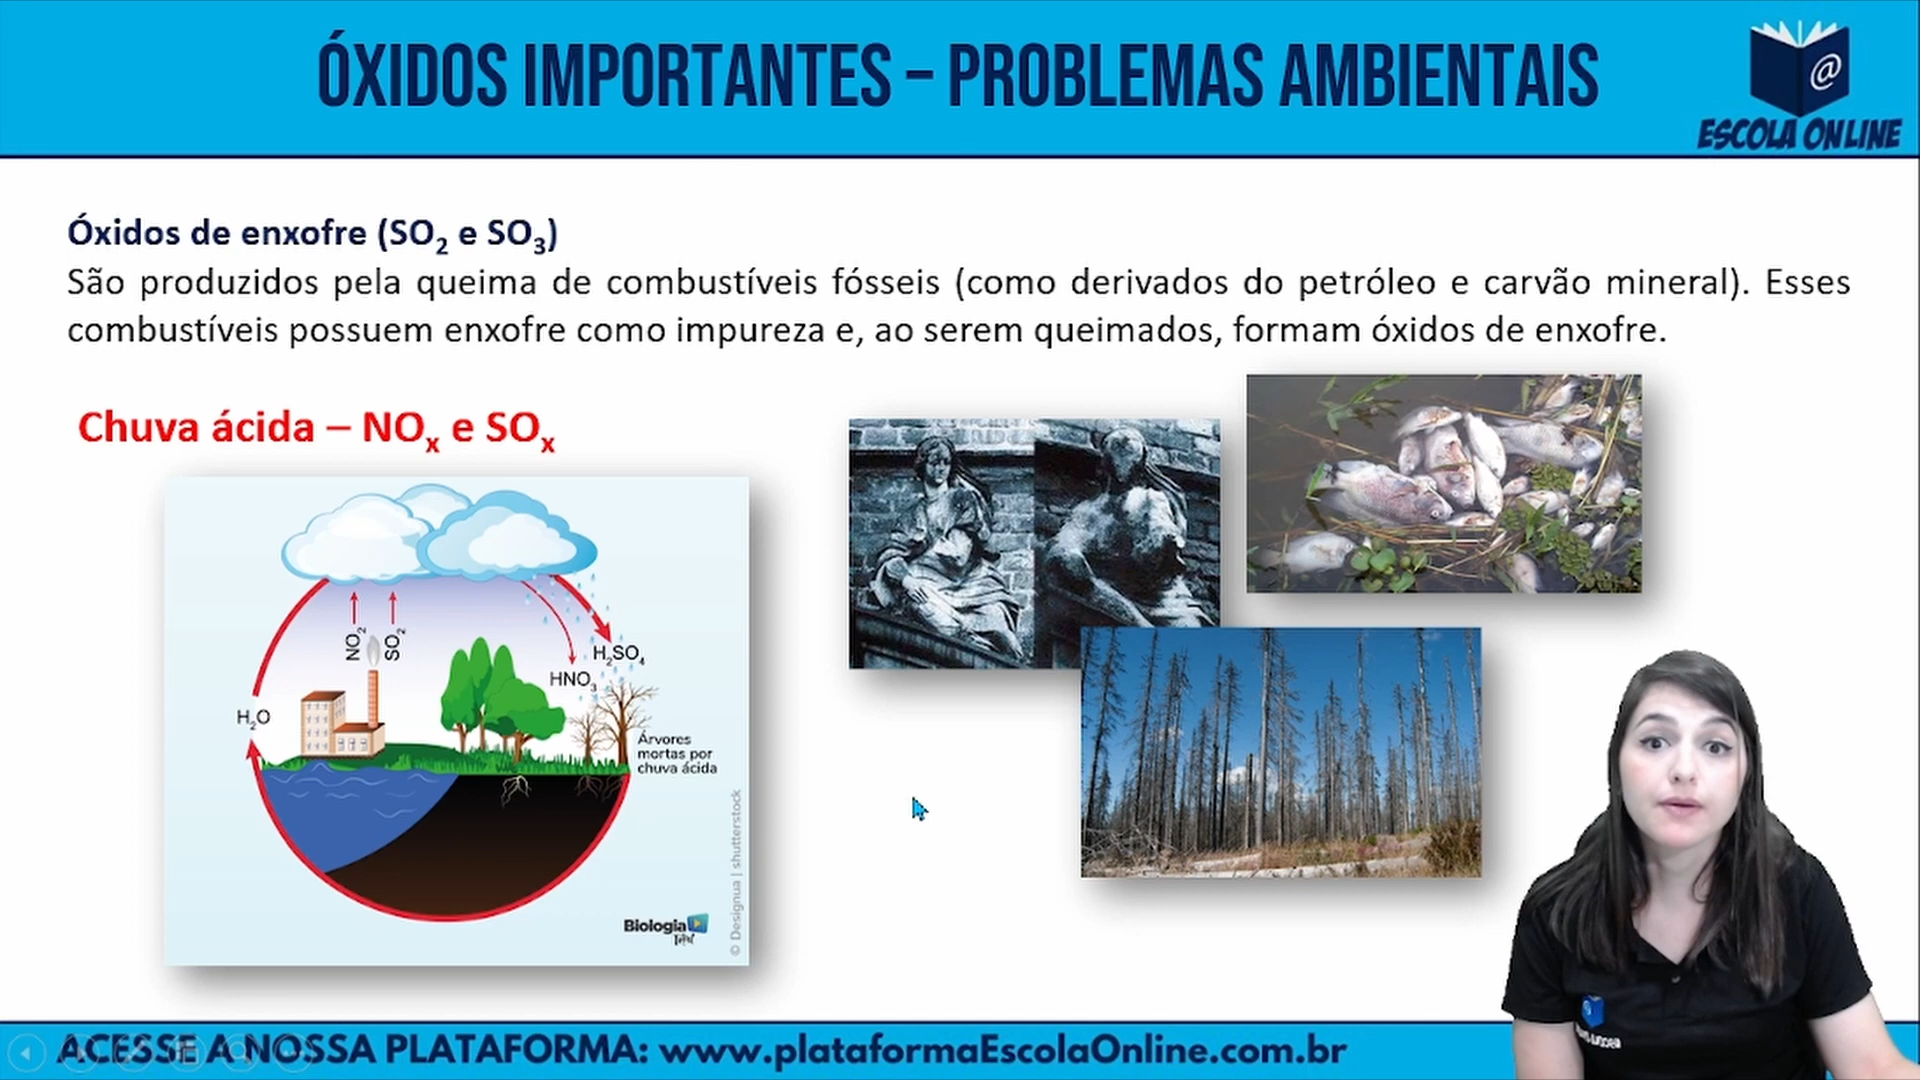 ÓXIDOS IMPORTANTES – PROBLEMAS AMBIENTAIS
@
ESCOLA ONLINE
Óxidos de enxofre (SO₂ e SO₃)
São produzidos pela queima de combustíveis fósseis (como derivados do petróleo e carvão mineral). Esses
combustíveis possuem enxofre como impureza e, ao serem queimados, formam óxidos de enxofre.
Chuva ácida – NOₓ e SOₓ
NO₂
SO₂
H₂SO₄
HNO₃
H₂O
Árvores
mortas por
chuva ácida
© Designua | shutterstock
Biologia
Total
ACESSE A NOSSA PLATAFORMA: www.plataformaEscolaOnline.com.br